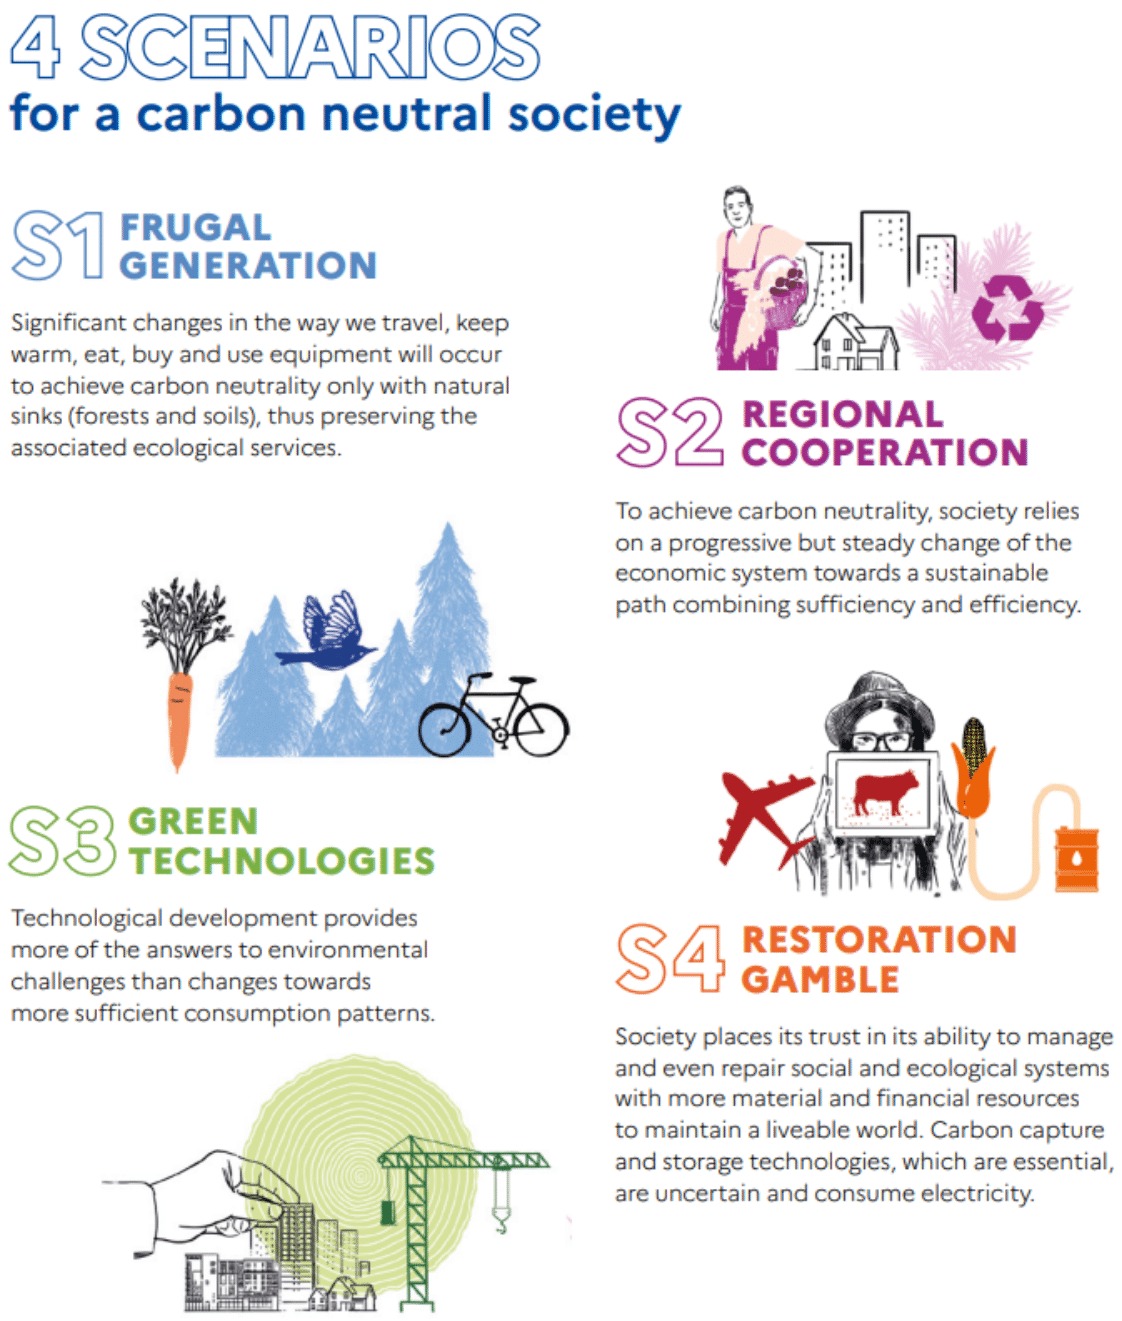 4 SCENARIOS
for a carbon neutral society
S1 FRUGAL
GENERATION
Significant changes in the way we travel, keep
warm, eat, buy and use equipment will occur
to achieve carbon neutrality only with natural
sinks (forests and soils), thus preserving the
associated ecological services.
S2 REGIONAL
COOPERATION
To achieve carbon neutrality, society relies
on a progressive but steady change of the
economic system towards a sustainable
path combining sufficiency and efficiency.
S3 GREEN
TECHNOLOGIES
Technological development provides
more of the answers to environmental
challenges than changes towards
more sufficient consumption patterns.
S4 RESTORATION
GAMBLE
Society places its trust in its ability to manage
and even repair social and ecological systems
with more material and financial resources
to maintain a liveable world. Carbon capture
and storage technologies, which are essential,
are uncertain and consume electricity.